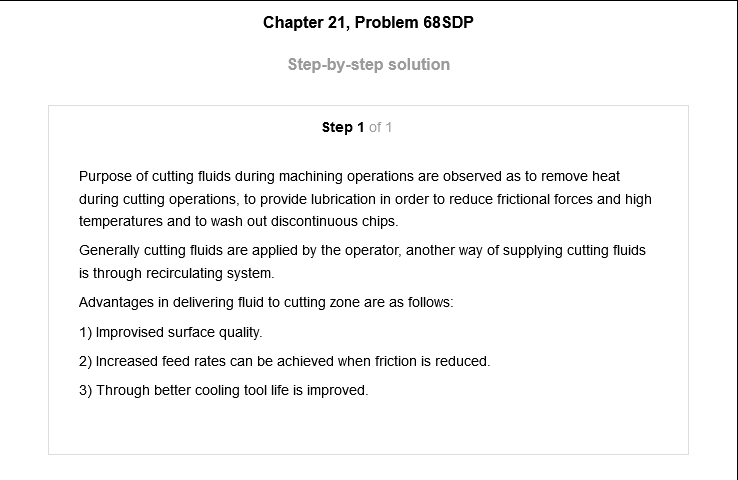 Chapter 21, Problem 68SDP
Step-by-step solution
Step 1 of 1
Purpose of cutting fluids during machining operations are observed as to remove heat
during cutting operations, to provide lubrication in order to reduce frictional forces and high
temperatures and to wash out discontinuous chips.
Generally cutting fluids are applied by the operator, another way of supplying cutting fluids
is through recirculating system.
Advantages in delivering fluid to cutting zone are as follows:
1) Improvised surface quality.
2) Increased feed rates can be achieved when friction is reduced.
3) Through better cooling tool life is improved.